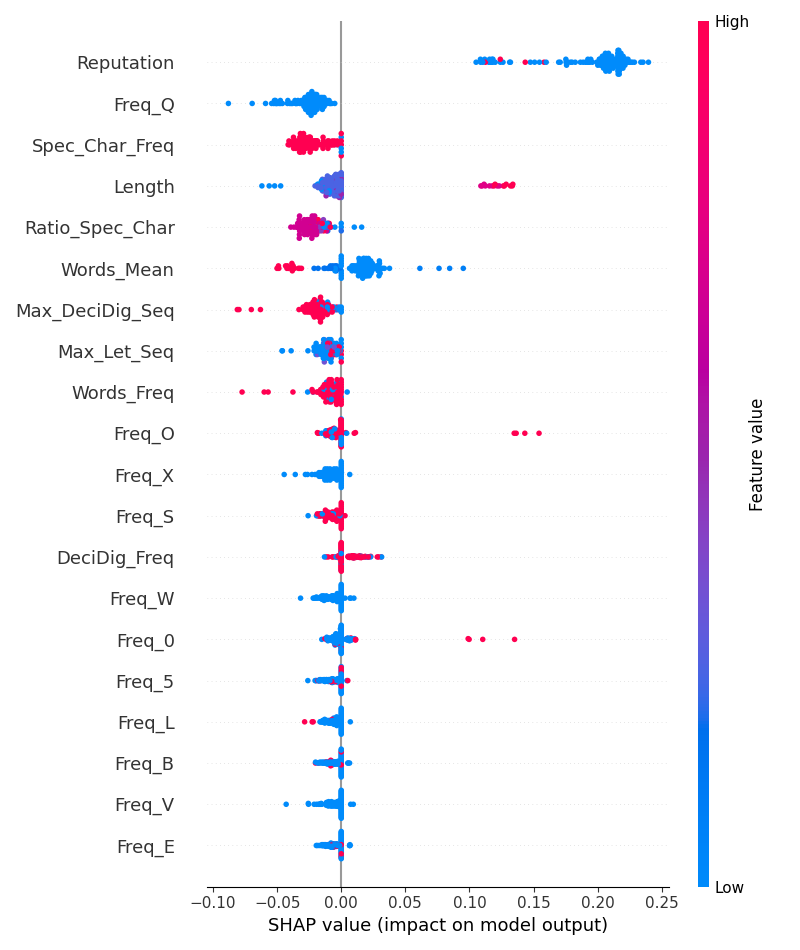 High
Reputation
Freq_Q
Spec_Char_Freq
Length
Ratio_Spec_Char
Words_Mean
Max_DeciDig_Seq
Max_Let_Seq
Words_Freq
Freq_O
Freq_X
Freq_S
DeciDig_Freq
Freq_W
Freq_0
Freq_5
Freq_L
Freq_B
Freq_V
Freq_E
Feature value
Low
−0.10 −0.05 0.00 0.05 0.10 0.15 0.20 0.25
SHAP value (impact on model output)